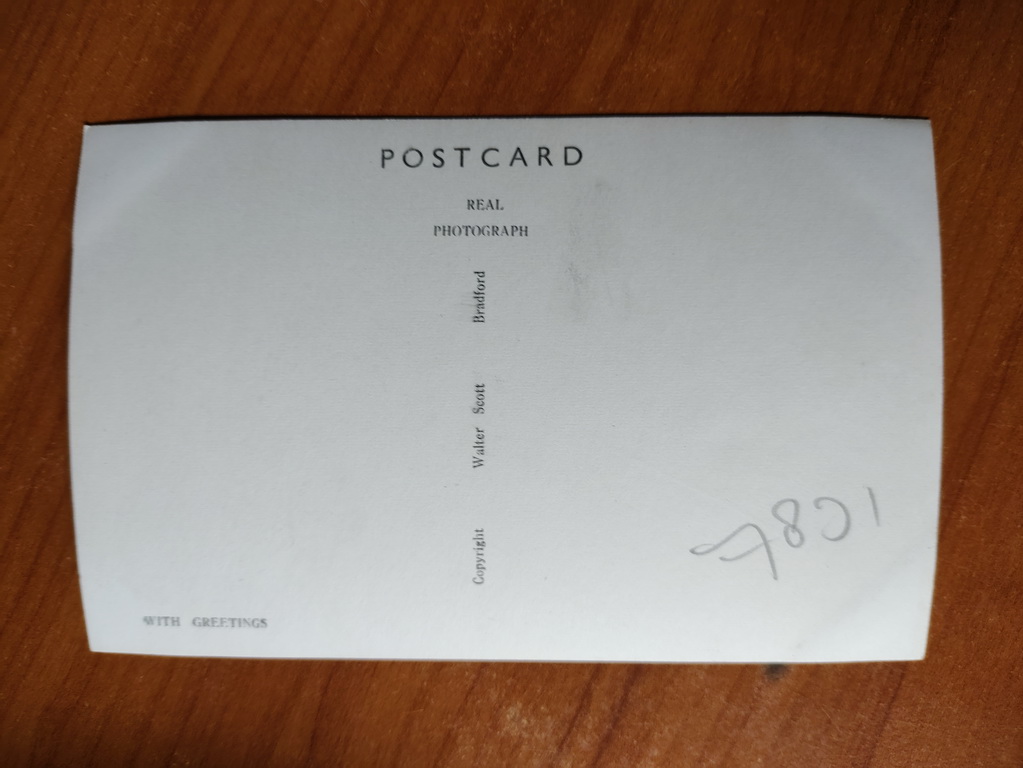 POSTCARD
REAL
PHOTOGRAPH
Copyright Walter Scott Bradford
WITH GREETINGS